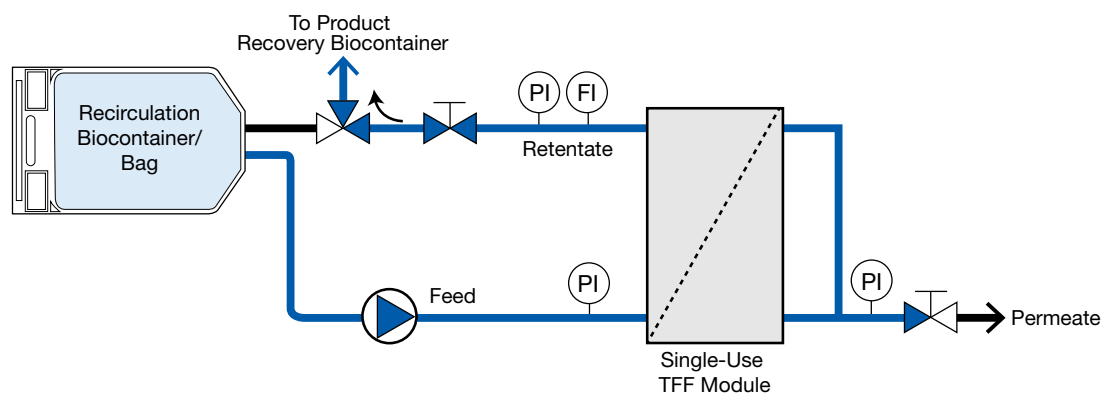 To Product
Recovery Biocontainer
Recirculation
Biocontainer/
Bag
PI
FI
Retentate
Feed
PI
PI
Permeate
Single-Use
TFF Module